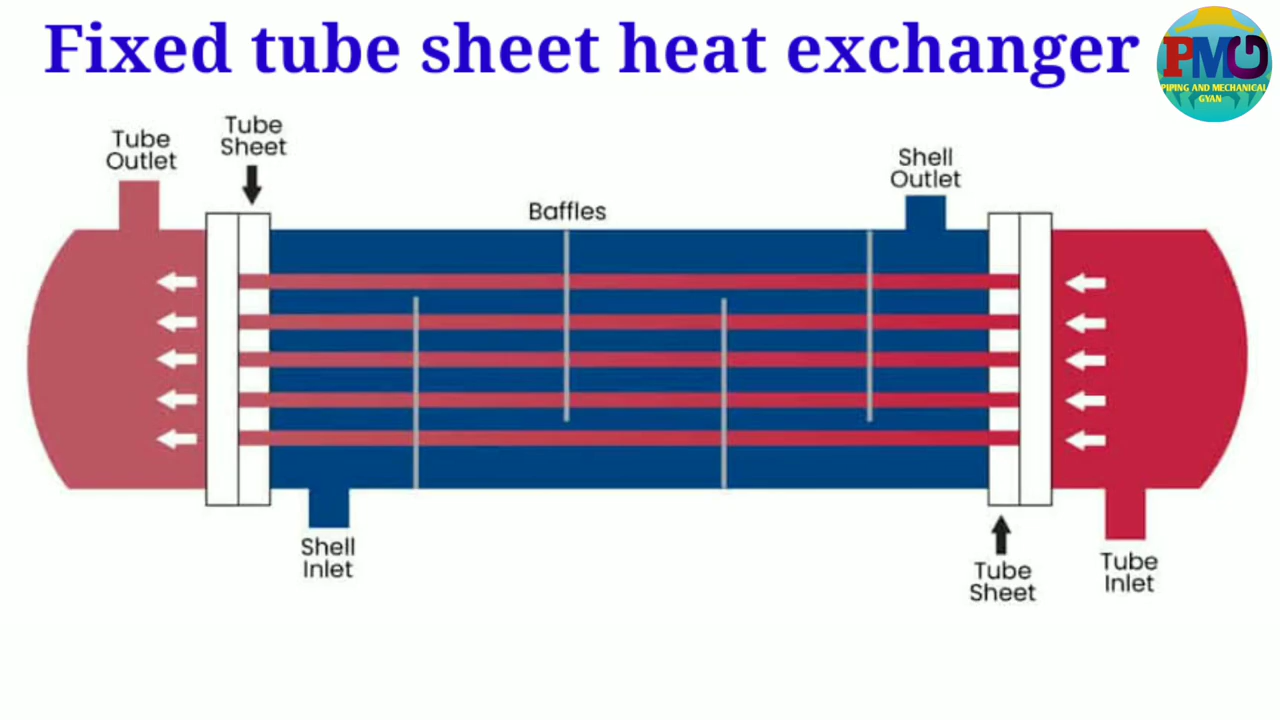 Fixed tube sheet heat exchanger
PMG
PIPING AND MECHANICAL
GYAN
Tube
Outlet
Tube
Sheet
Baffles
Shell
Outlet
Shell
Inlet
Tube
Sheet
Tube
Inlet